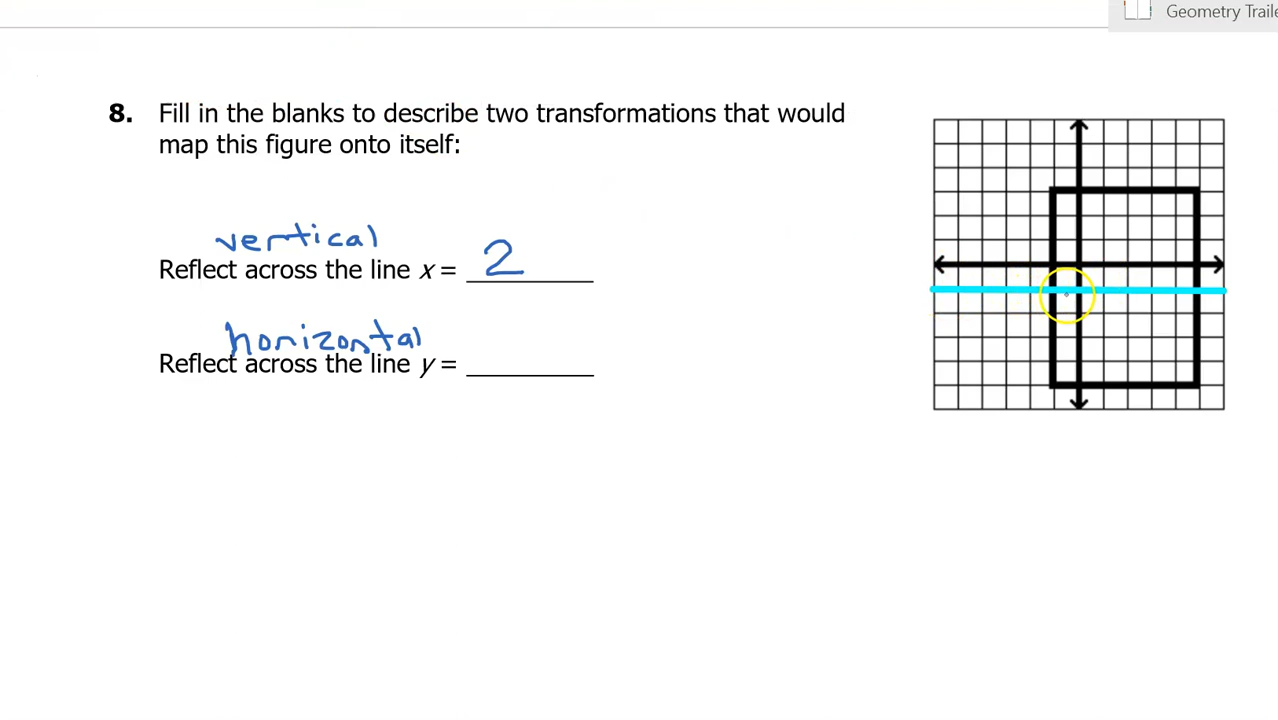 Geometry Traile
8. Fill in the blanks to describe two transformations that would
map this figure onto itself:
vertical
Reflect across the line x = 2
horizontal
Reflect across the line y = ________